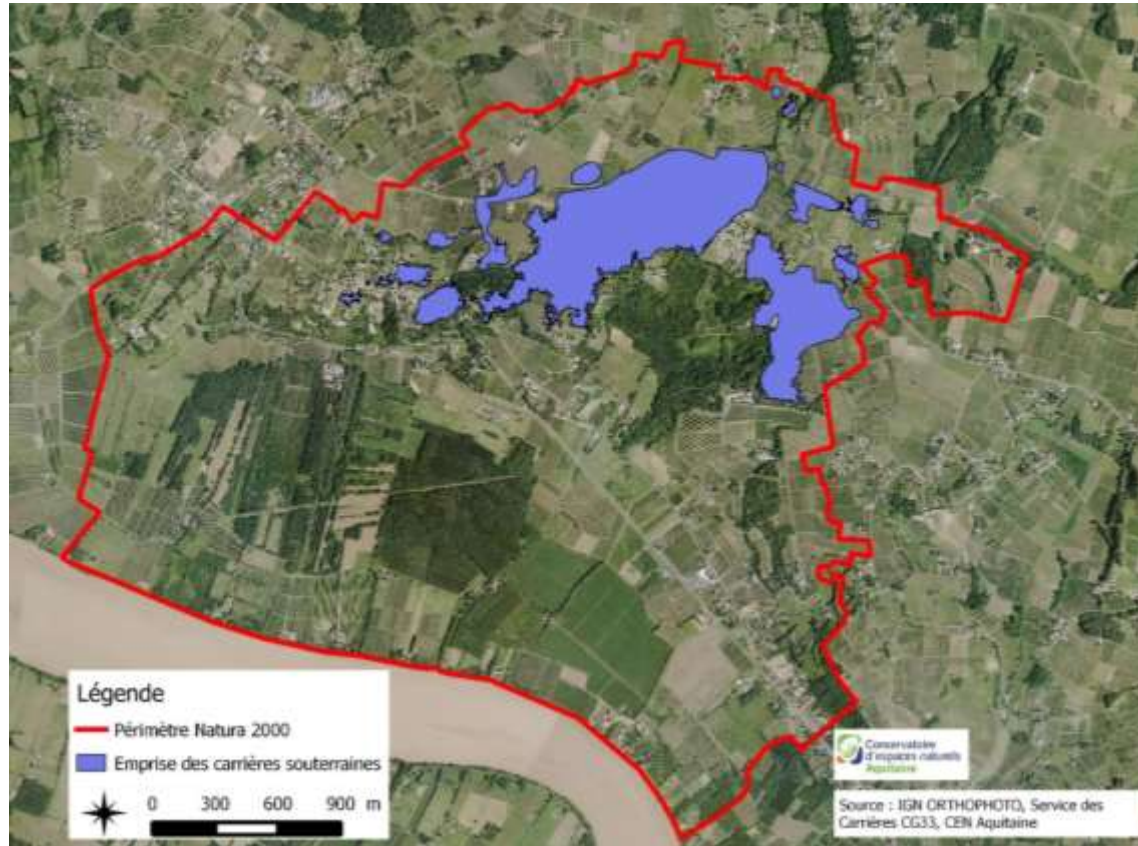 Légende
Périmètre Natura 2000
Emprise des carrières souterraines
0 300 600 900 m
Conservatoire
d'espaces naturels
Aquitaine
Source : IGN ORTHOPHOTO, Service des
Carrières CG33, CEN Aquitaine